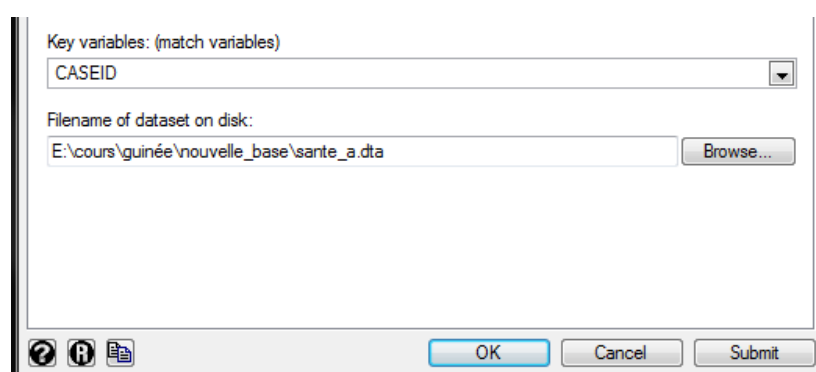 Key variables: (match variables)
CASEID
Filename of dataset on disk:
E:\cours\guinée\nouvelle_base\sante_a.dta
Browse...
? R
OK Cancel Submit